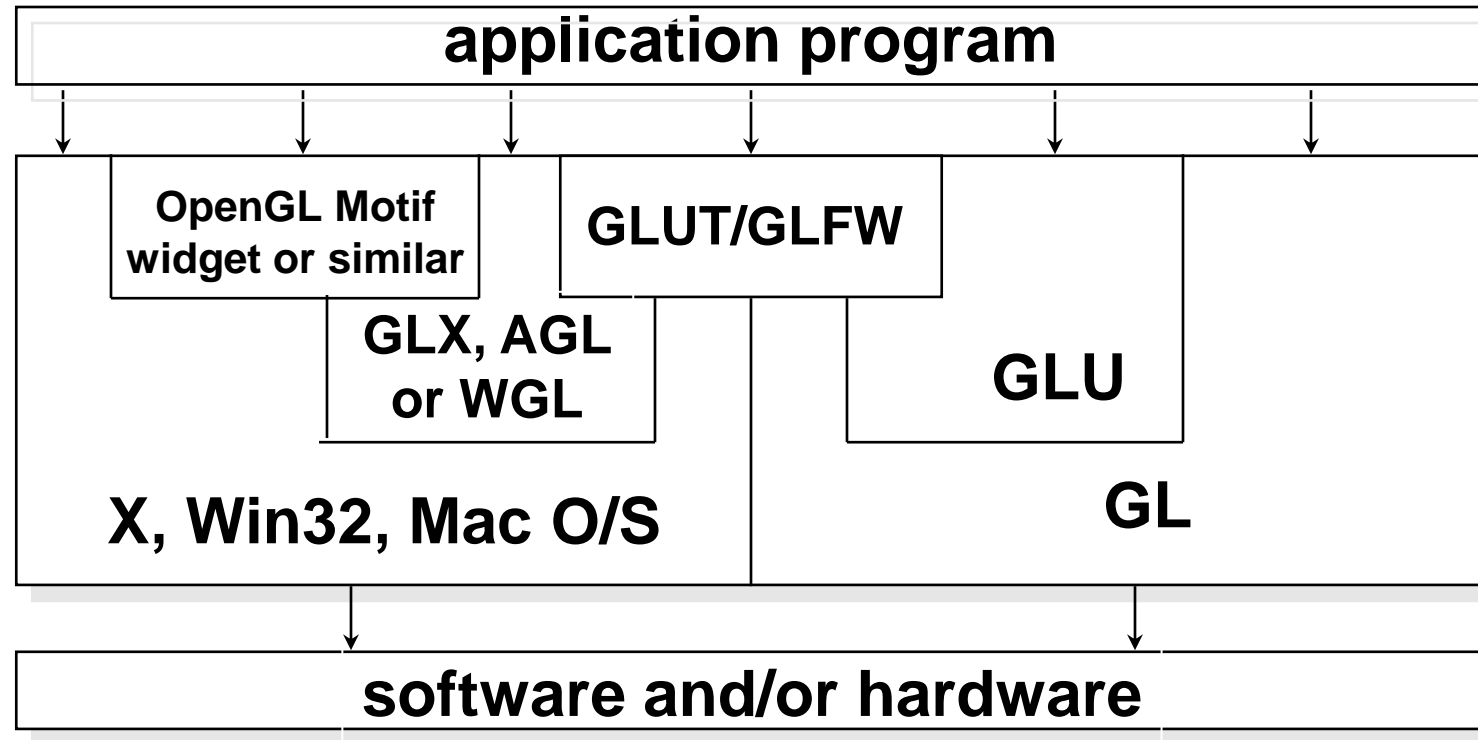 application program
OpenGL Motif
widget or similar
GLUT/GLFW
GLX, AGL
or WGL
GLU
X, Win32, Mac O/S
GL
software and/or hardware